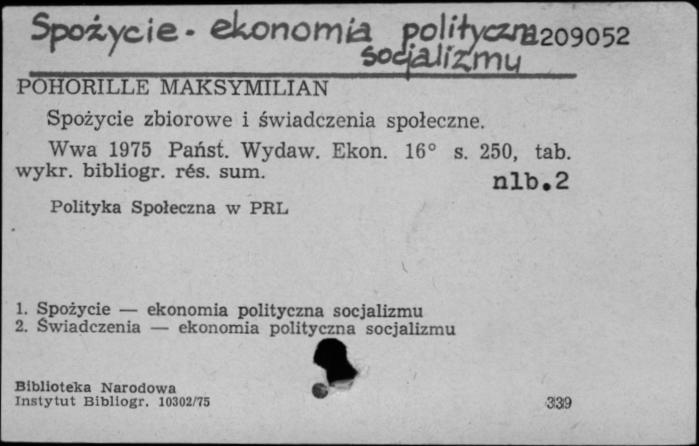 Spożycie - ekonomia polityczna 209052
socjalizmu
POHORILLE MAKSYMILIAN
Spożycie zbiorowe i świadczenia społeczne.
Wwa 1975 Państ. Wydaw. Ekon. 16° s. 250, tab.
wykr. bibliogr. rés. sum.
nlb.2
Polityka Społeczna w PRL
1. Spożycie — ekonomia polityczna socjalizmu
2. Świadczenia — ekonomia polityczna socjalizmu
Biblioteka Narodowa
Instytut Bibliogr. 10302/75
339